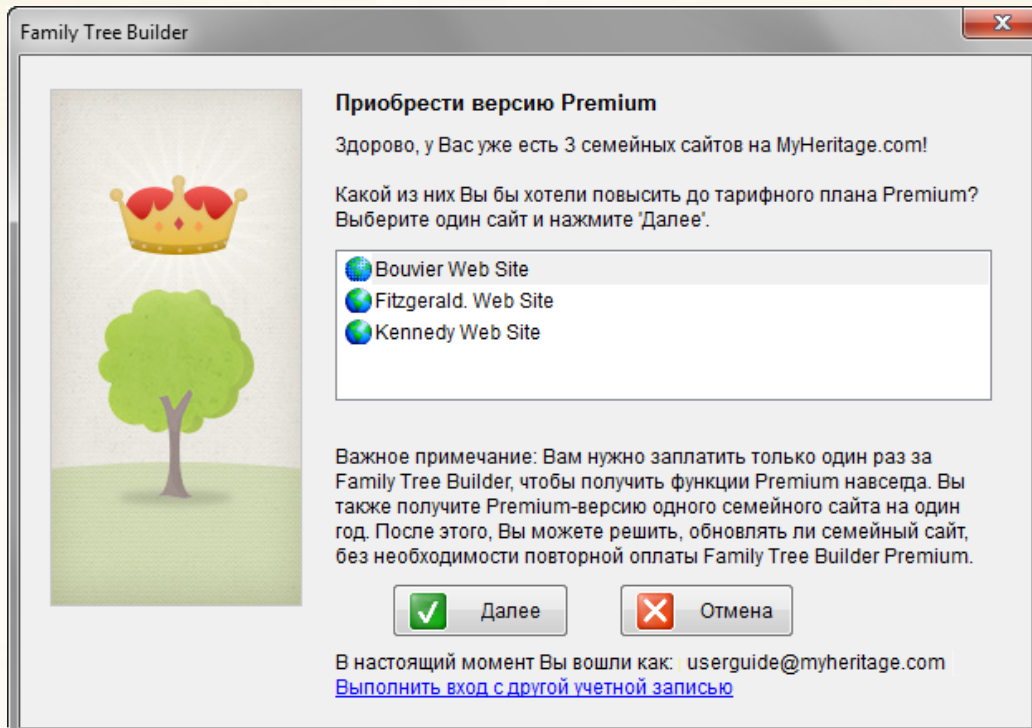 Family Tree Builder
Приобрести версию Premium
Здорово, у Вас уже есть 3 семейных сайтов на MyHeritage.com!
Какой из них Вы бы хотели повысить до тарифного плана Premium?
Выберите один сайт и нажмите 'Далее'.
Bouvier Web Site
Fitzgerald. Web Site
Kennedy Web Site
Важное примечание: Вам нужно заплатить только один раз за
Family Tree Builder, чтобы получить функции Premium навсегда. Вы
также получите Premium-версию одного семейного сайта на один
год. После этого, Вы можете решить, обновлять ли семейный сайт,
без необходимости повторной оплаты Family Tree Builder Premium.
Далее
Отмена
В настоящий момент Вы вошли как: userguide@myheritage.com
Выполнить вход с другой учетной записью